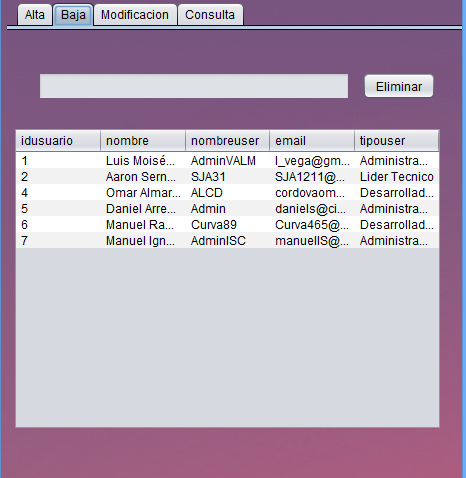 Alta Baja Modificacion Consulta
Eliminar
idusuario nombre nombreuser email tipouser
1 Luis Moisé... AdminVALM l_vega@gm... Administra...
2 Aaron Sern... SJA31 SJA1211@... Lider Tecnico
4 Omar Almar... ALCD cordovaom... Desarrollad...
5 Daniel Arre... Admin daniels@ci... Administra...
6 Manuel Ra... Curva89 Curva465@... Desarrollad...
7 Manuel Ign... AdminISC manuelIS@... Administra...